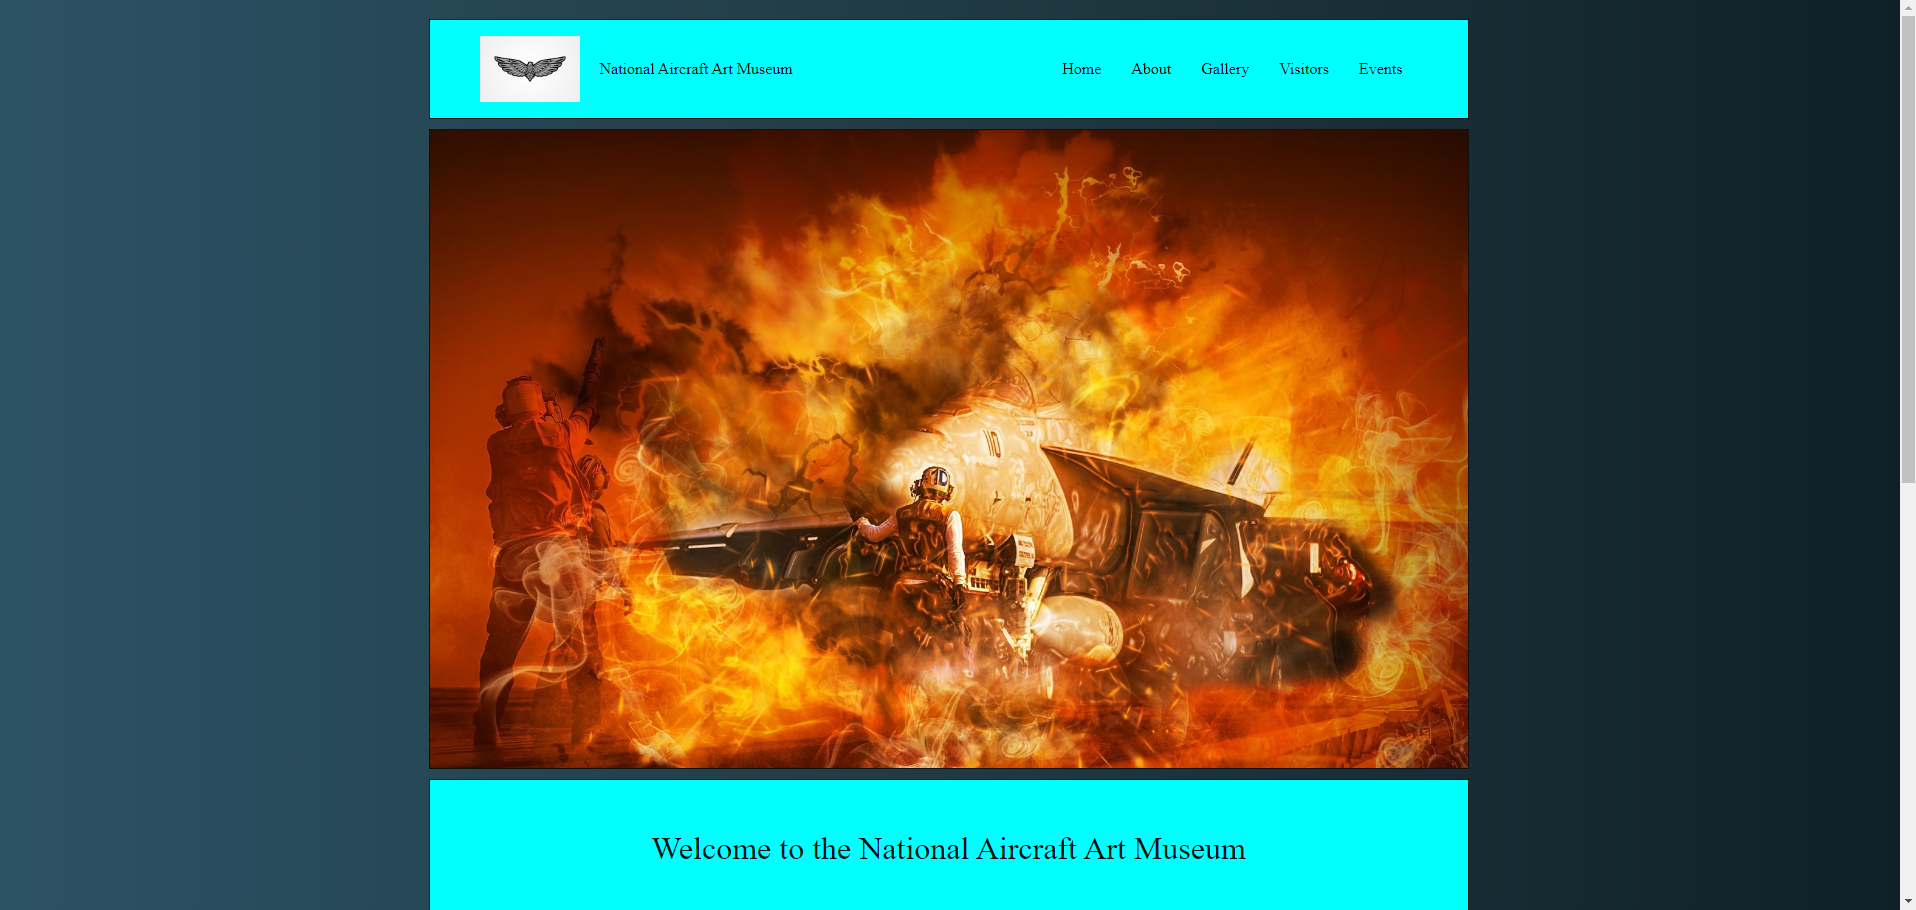 National Aircraft Art Museum
Home About Gallery Visitors Events
Welcome to the National Aircraft Art Museum